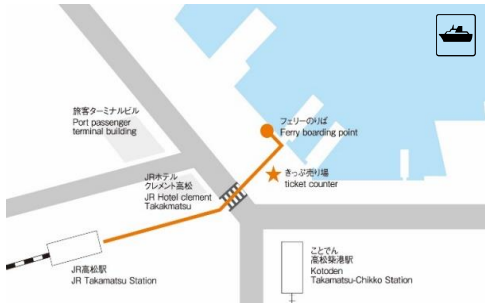 旅客ターミナルビル
Port passenger
terminal building
フェリーのりば
Ferry boarding point
JRホテル
クレメント高松
JR Hotel clement
Takakmatsu
きっぷ売り場
ticket counter
JR高松駅
JR Takamatsu Station
ことでん
高松築港駅
Kotoden
Takamatsu-Chikko Station